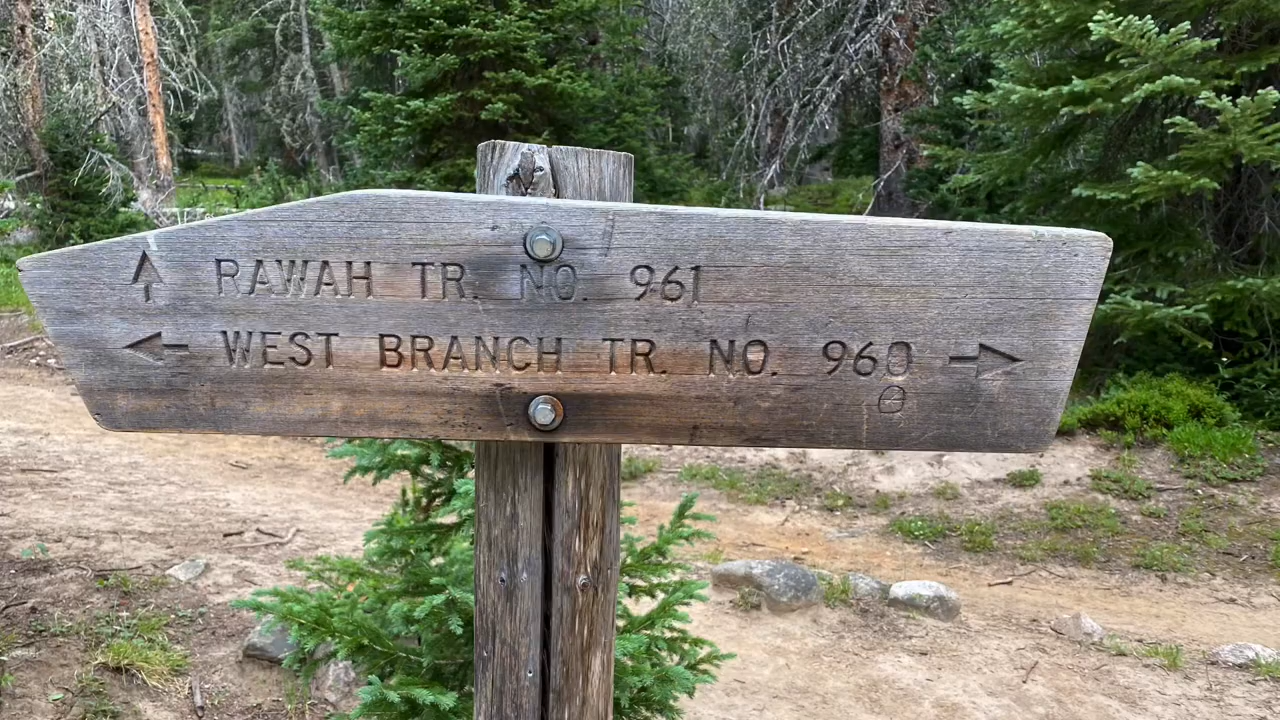 ↑ RAWAH TR. NO. 961
← WEST BRANCH TR. NO. 960 →